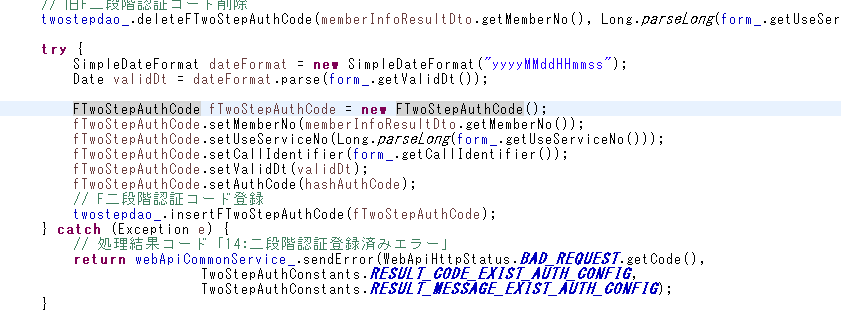 // 旧F二段階認証コード削除
twostepdao_.deleteFTwoStepAuthCode(memberInfoResultDto.getMemberNo(), Long.parseLong(form_.getUseSer
try {
SimpleDateFormat dateFormat = new SimpleDateFormat("yyyyMMddHHmmss");
Date validDt = dateFormat.parse(form_.getValidDt());
FTwoStepAuthCode fTwoStepAuthCode = new FTwoStepAuthCode();
fTwoStepAuthCode.setMemberNo(memberInfoResultDto.getMemberNo());
fTwoStepAuthCode.setUseServiceNo(Long.parseLong(form_.getUseServiceNo()));
fTwoStepAuthCode.setCallIdentifier(form_.getCallIdentifier());
fTwoStepAuthCode.setValidDt(validDt);
fTwoStepAuthCode.setAuthCode(hashAuthCode);
// F二段階認証コード登録
twostepdao_.insertFTwoStepAuthCode(fTwoStepAuthCode);
} catch (Exception e) {
// 処理結果コード「14:二段階認証登録済みエラー」
return webApiCommonService_.sendError(WebApiHttpStatus.BAD_REQUEST.getCode(),
TwoStepAuthConstants.RESULT_CODE_EXIST_AUTH_CONFIG,
TwoStepAuthConstants.RESULT_MESSAGE_EXIST_AUTH_CONFIG);
}